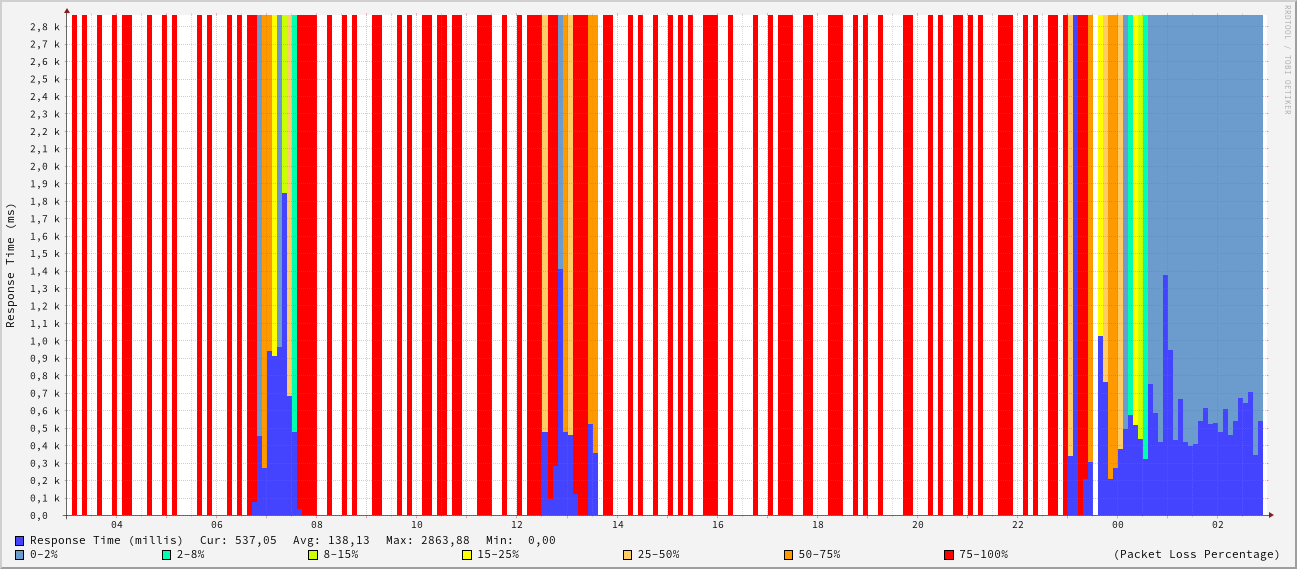 RRDTOOL / TOBI OETIKER
Response Time (ms)
2,8 k
2,7 k
2,6 k
2,5 k
2,4 k
2,3 k
2,2 k
2,1 k
2,0 k
1,9 k
1,8 k
1,7 k
1,6 k
1,5 k
1,4 k
1,3 k
1,2 k
1,1 k
1,0 k
0,9 k
0,8 k
0,7 k
0,6 k
0,5 k
0,4 k
0,3 k
0,2 k
0,1 k
0,0
04 06 08 10 12 14 16 18 20 22 00 02
Response Time (millis) Cur: 537,05 Avg: 138,13 Max: 2863,88 Min: 0,00
0-2% 2-8% 8-15% 15-25% 25-50% 50-75% 75-100% (Packet Loss Percentage)